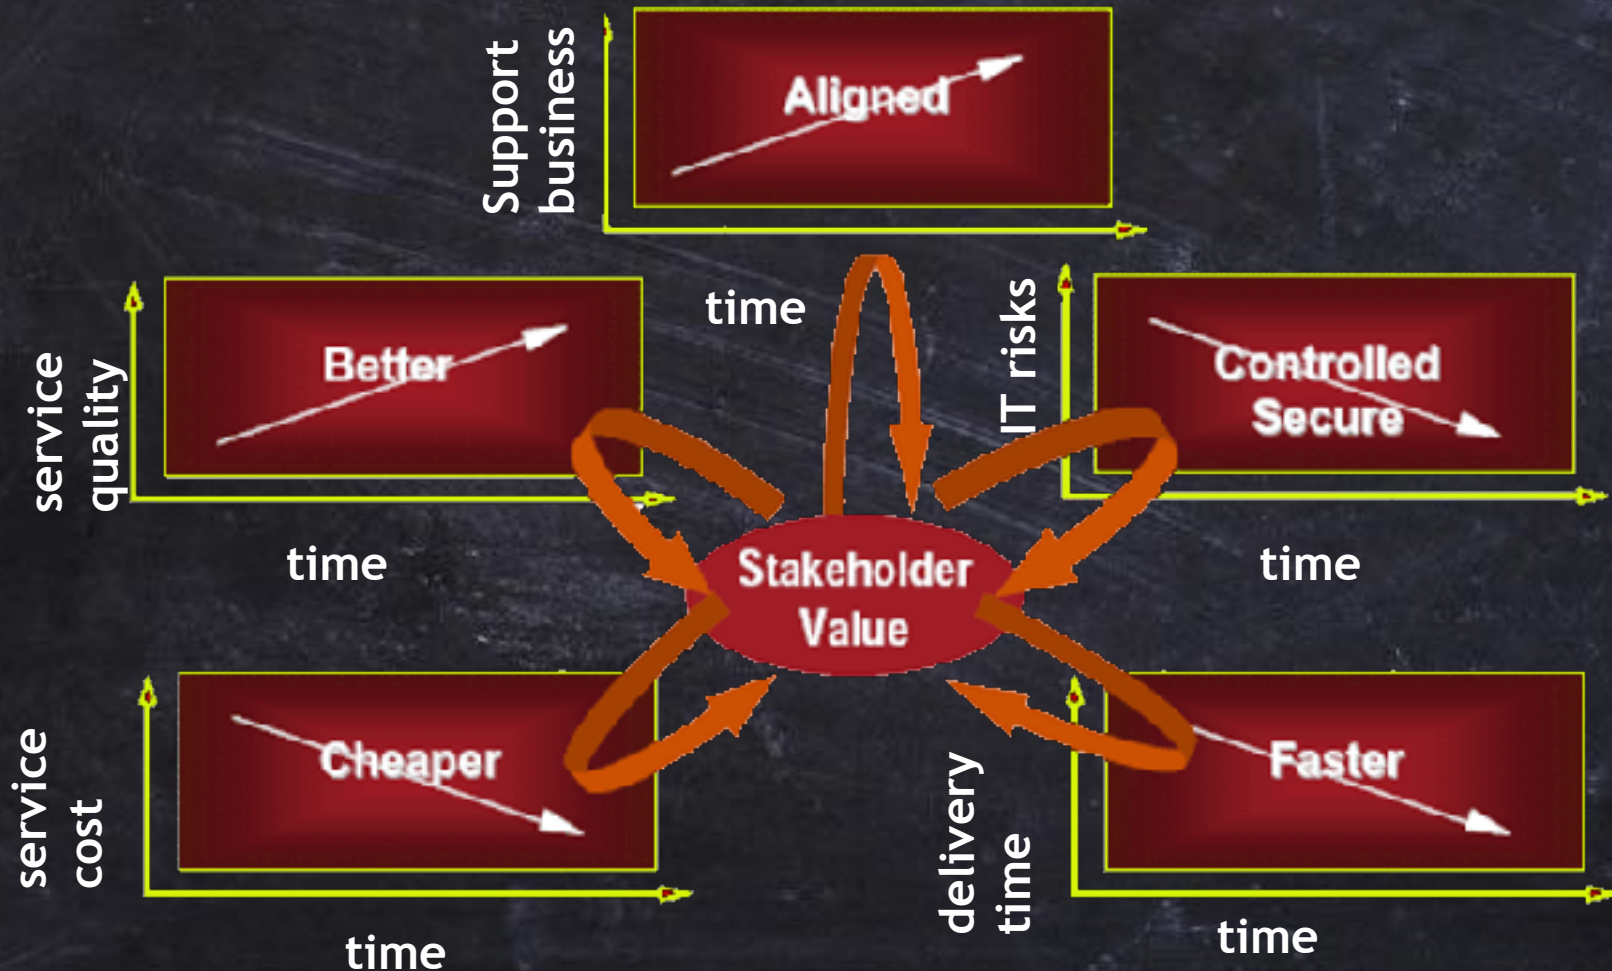 Support
business
Aligned
time
service
quality
Better
time
IT risks
Controlled
Secure
time
Stakeholder
Value
service
cost
Cheaper
time
delivery
time
Faster
time